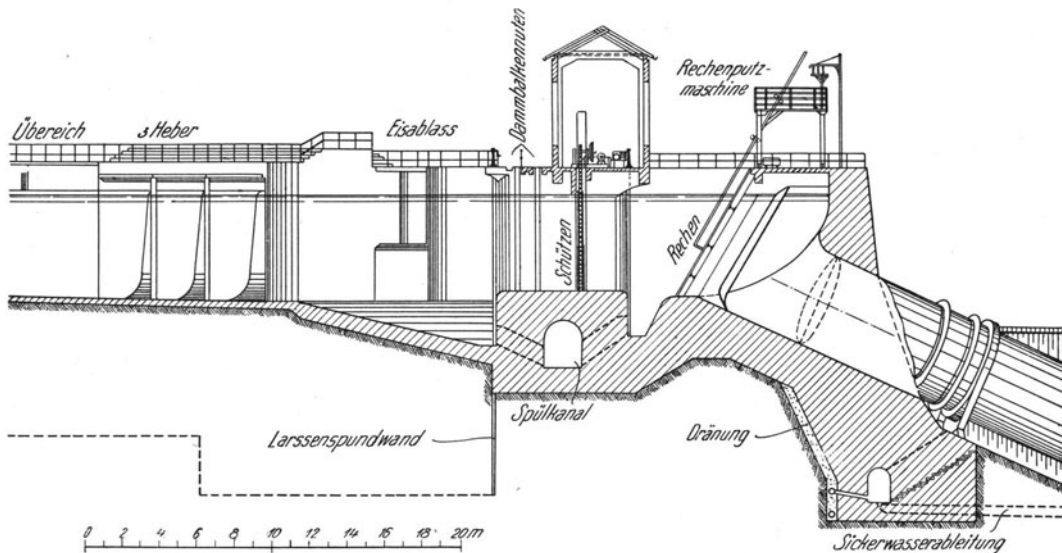 Übereich
3 Heber
Eisablass
Dammbalkennuten
Schützen
Rechenputz-
maschine
Rechen
Spülkanal
Larssenspundwand
Dränung
Sickerwasserableitung
0 2 4 6 8 10 12 14 16 18 20 m